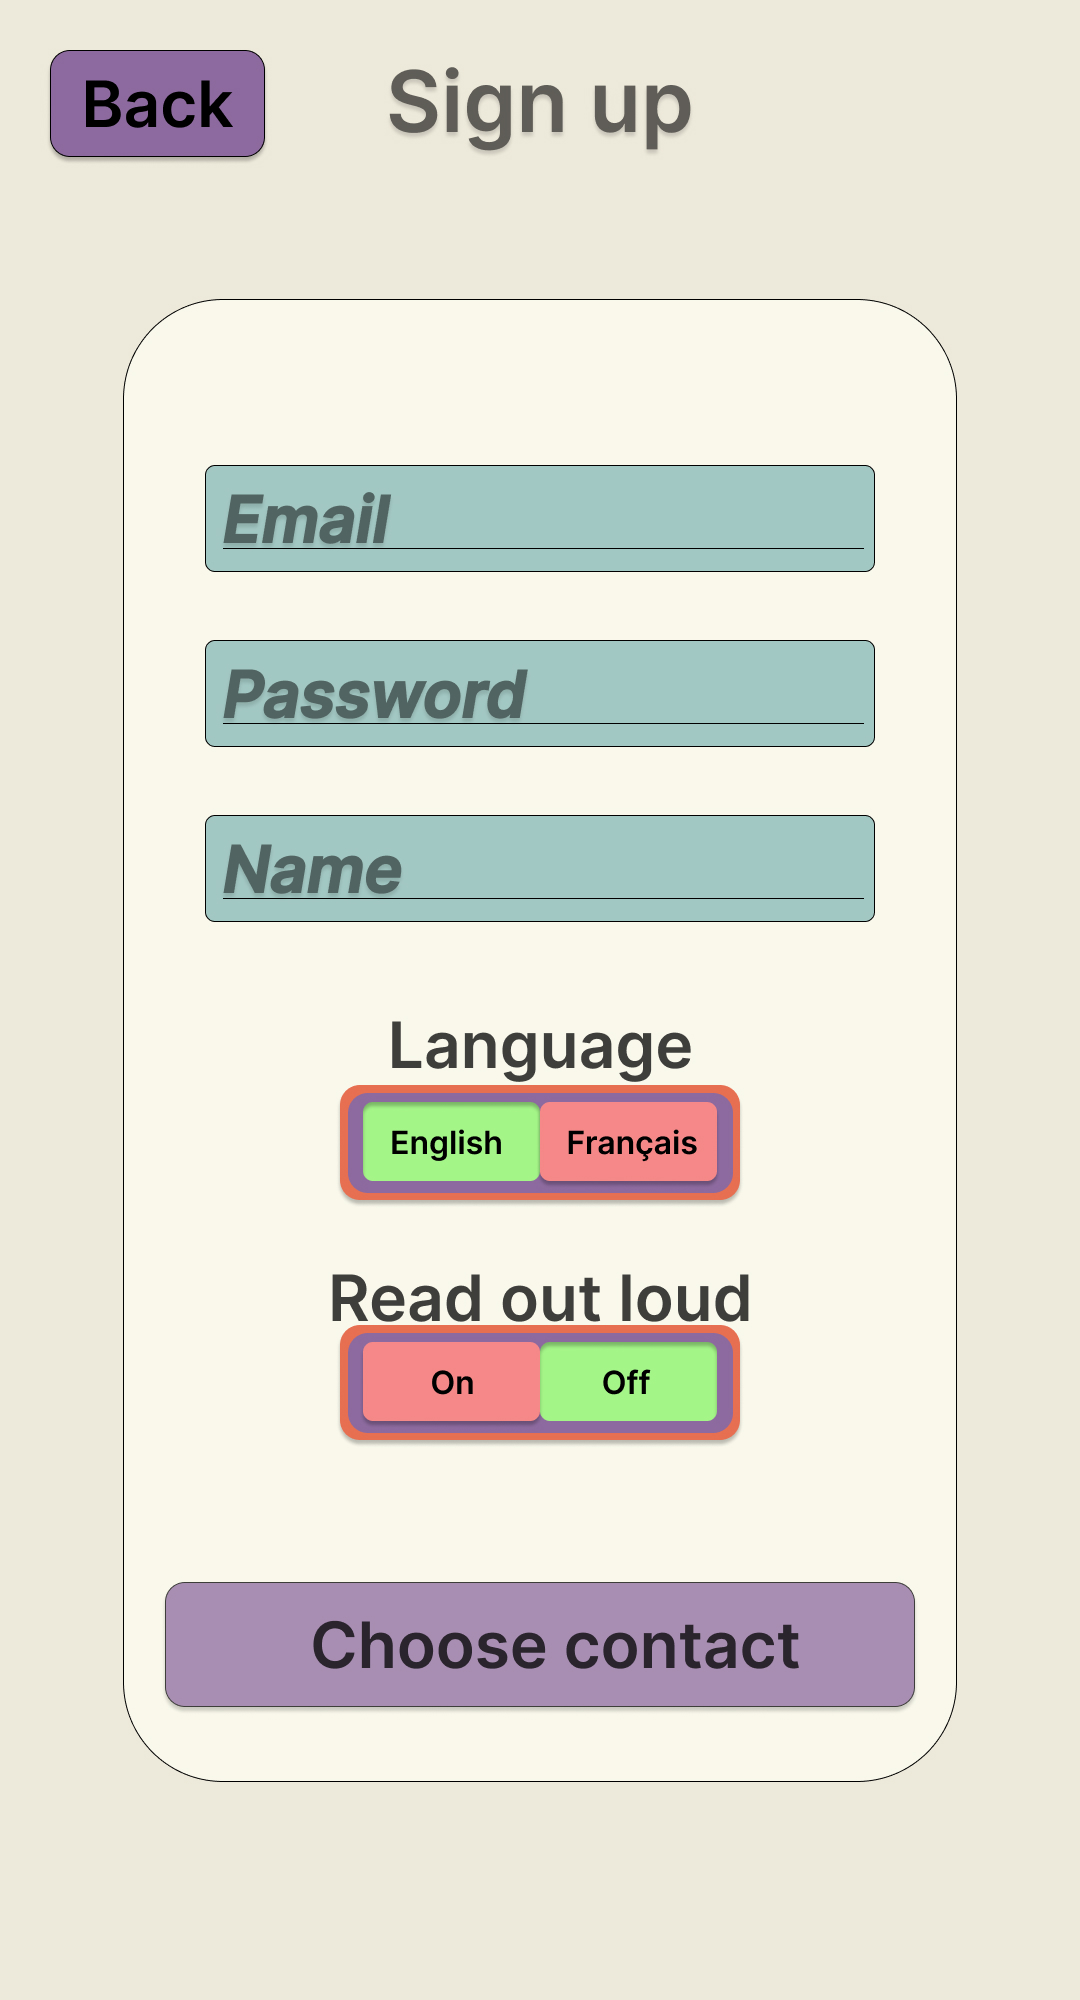 Back
Sign up
Email
Password
Name
Language
English Français
Read out loud
On Off
Choose contact